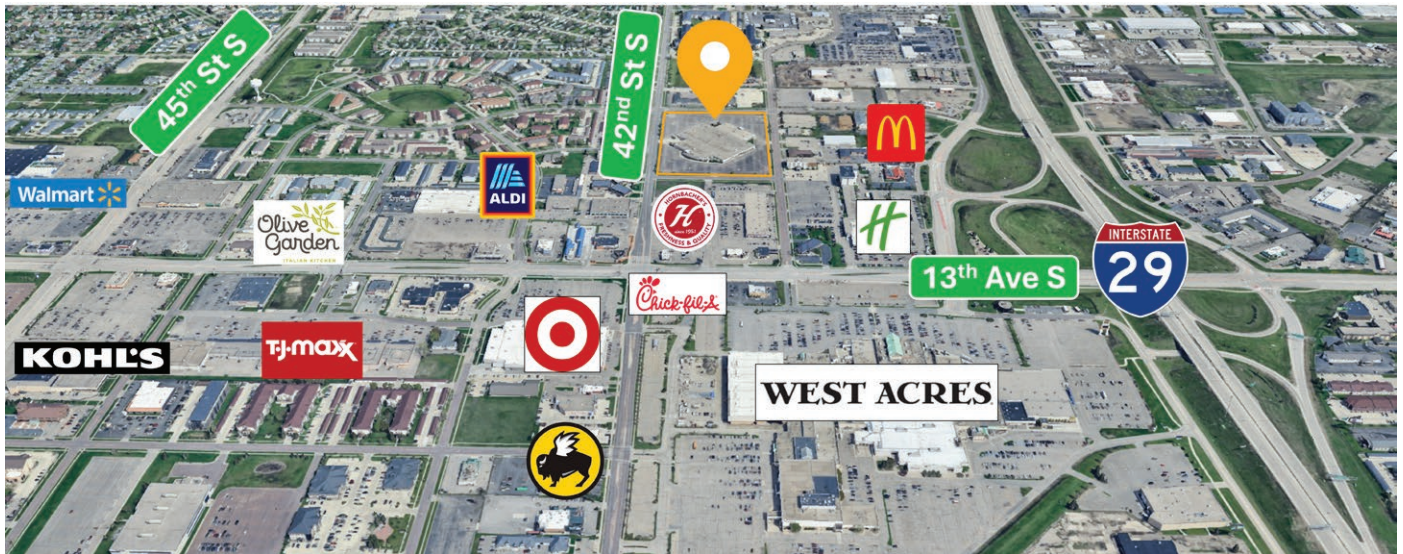 45th St S
42nd St S
Walmart
ALDI
Olive
Garden
ITALIAN KITCHEN
HORNBACHER'S
H
since 1951
FRESHNESS & QUALITY
H
M
13th Ave S
INTERSTATE
29
Chick-fil-A
KOHL'S
T·J·maxx
WEST ACRES